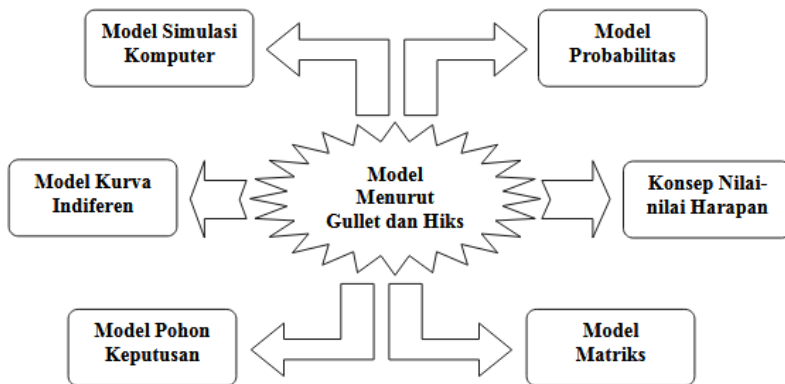 Model Simulasi
Komputer
Model
Probabilitas
Model Kurva
Indiferen
Model
Menurut
Gullet dan Hiks
Konsep Nilai-
nilai Harapan
Model Pohon
Keputusan
Model
Matriks